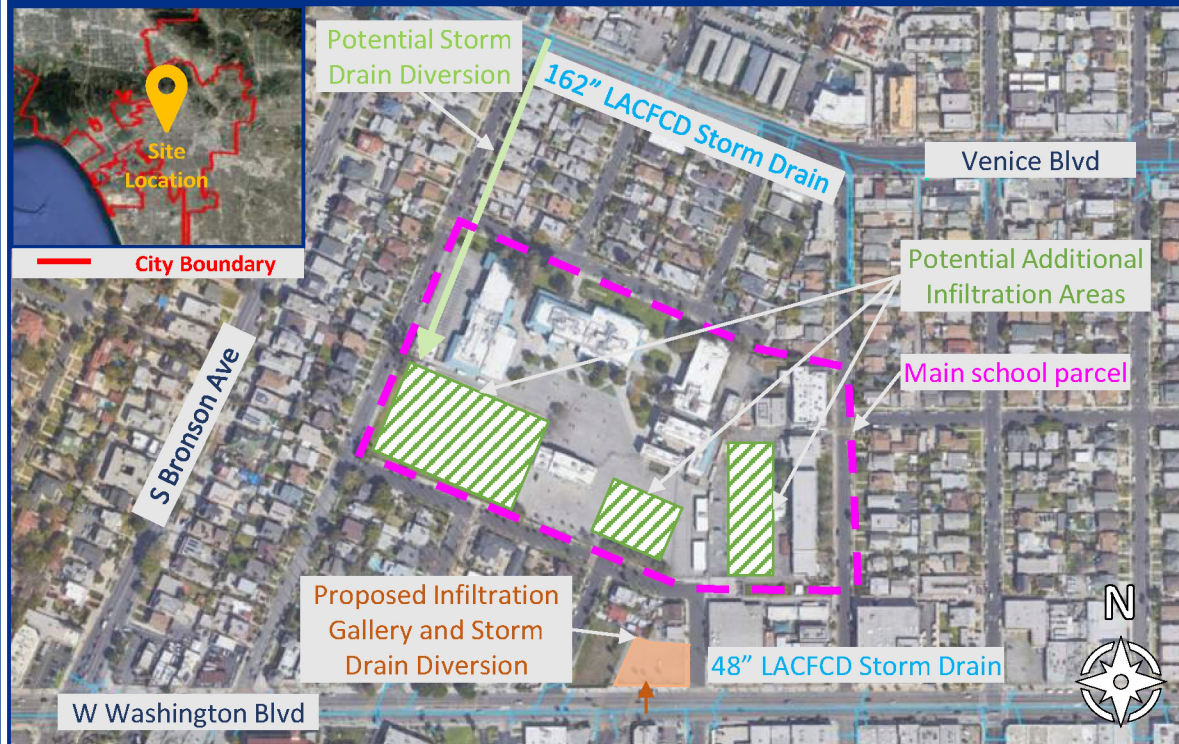 Potential Storm
Drain Diversion
162” LACFCD Storm Drain
Venice Blvd
Site
Location
City Boundary
Potential Additional
Infiltration Areas
Main school parcel
S Bronson Ave
Proposed Infiltration
Gallery and Storm
Drain Diversion
48” LACFCD Storm Drain
W Washington Blvd
N